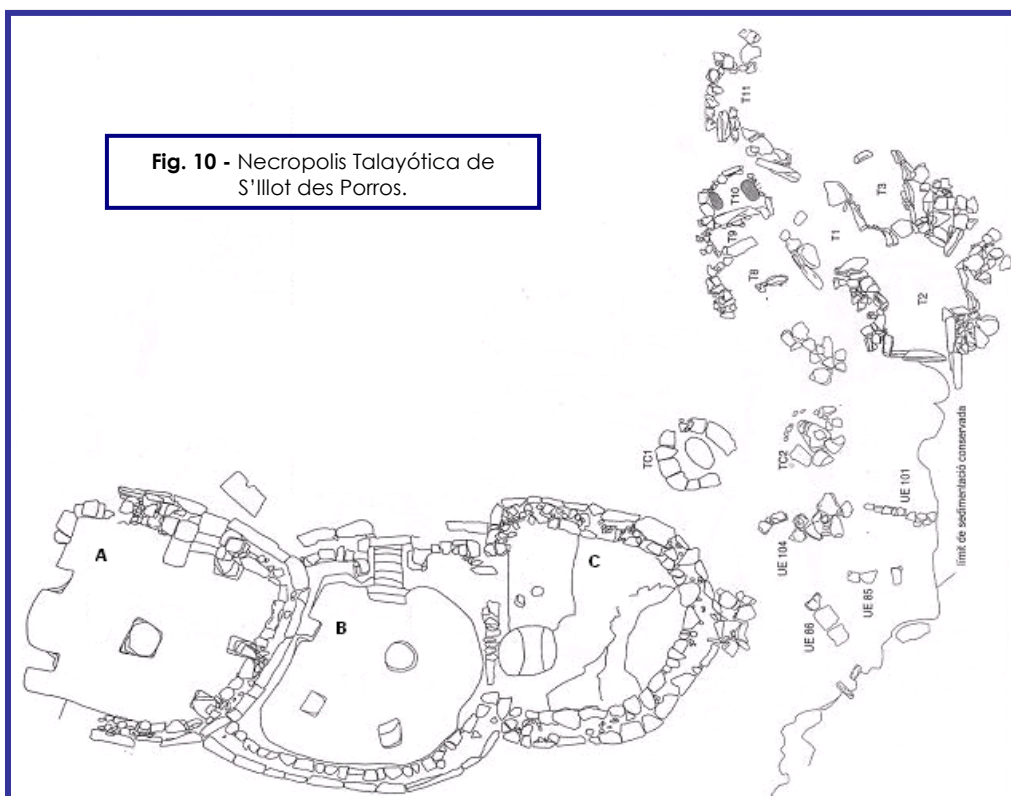 Fig. 10 - Necropolis Talayótica de
S'Illot des Porros.
T11
T10
T9
T8
T3
T1
T2
TC1
TC2
UE 101
UE 104
UE 85
UE 86
límit de sedimentació conservada
A
B
C